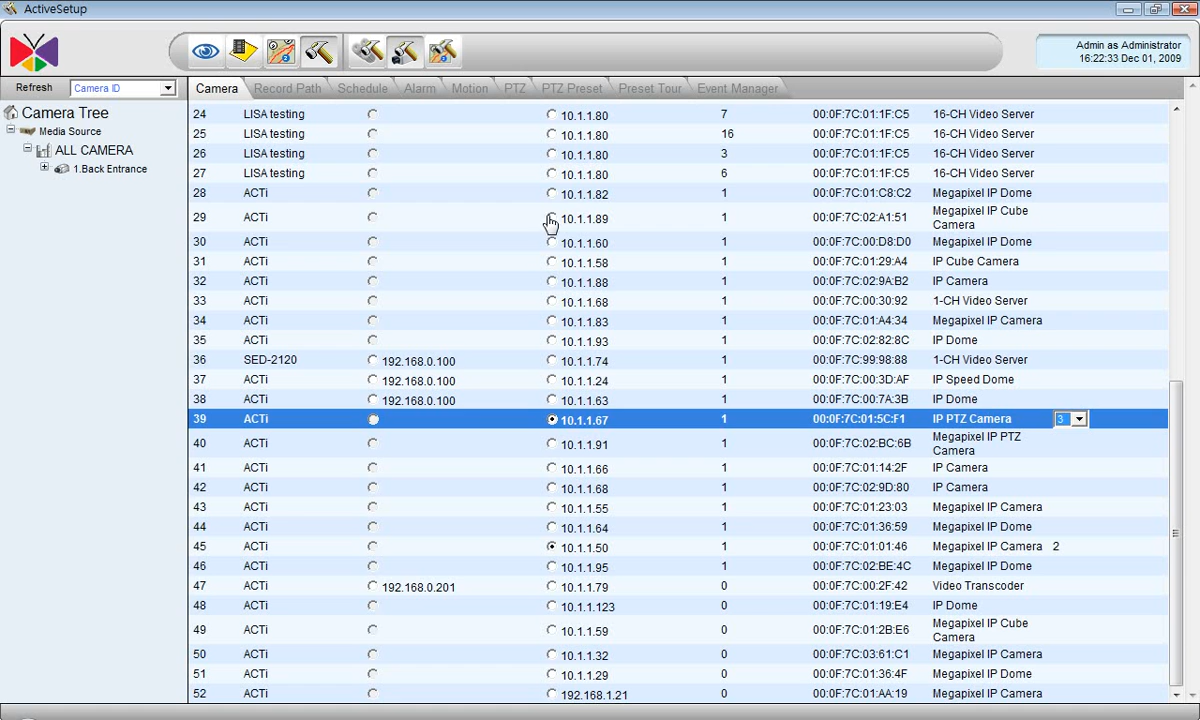 ActiveSetup
Admin as Administrator
16:22:33 Dec 01, 2009
Refresh Camera ID
Camera Record Path Schedule Alarm Motion PTZ PTZ Preset Preset Tour Event Manager
Camera Tree
Media Source
ALL CAMERA
1.Back Entrance
24 LISA testing 10.1.1.80 7 00:0F:7C:01:1F:C5 16-CH Video Server
25 LISA testing 10.1.1.80 16 00:0F:7C:01:1F:C5 16-CH Video Server
26 LISA testing 10.1.1.80 3 00:0F:7C:01:1F:C5 16-CH Video Server
27 LISA testing 10.1.1.80 6 00:0F:7C:01:1F:C5 16-CH Video Server
28 ACTi 10.1.1.82 1 00:0F:7C:01:C8:C2 Megapixel IP Dome
29 ACTi 10.1.1.89 1 00:0F:7C:02:A1:51 Megapixel IP Cube
Camera
30 ACTi 10.1.1.60 1 00:0F:7C:00:D8:D0 Megapixel IP Dome
31 ACTi 10.1.1.58 1 00:0F:7C:01:29:A4 IP Cube Camera
32 ACTi 10.1.1.88 1 00:0F:7C:02:9A:B2 IP Camera
33 ACTi 10.1.1.68 1 00:0F:7C:00:30:92 1-CH Video Server
34 ACTi 10.1.1.83 1 00:0F:7C:01:A4:34 Megapixel IP Camera
35 ACTi 10.1.1.93 1 00:0F:7C:02:82:8C IP Dome
36 SED-2120 192.168.0.100 10.1.1.74 1 00:0F:7C:99:98:88 1-CH Video Server
37 ACTi 192.168.0.100 10.1.1.24 1 00:0F:7C:00:3D:AF IP Speed Dome
38 ACTi 192.168.0.100 10.1.1.63 1 00:0F:7C:00:7A:3B IP Dome
39 ACTi 10.1.1.67 1 00:0F:7C:01:5C:F1 IP PTZ Camera 3
40 ACTi 10.1.1.91 1 00:0F:7C:02:BC:6B Megapixel IP PTZ
Camera
41 ACTi 10.1.1.66 1 00:0F:7C:01:14:2F IP Camera
42 ACTi 10.1.1.68 1 00:0F:7C:02:9D:80 IP Camera
43 ACTi 10.1.1.55 1 00:0F:7C:01:23:03 Megapixel IP Camera
44 ACTi 10.1.1.64 1 00:0F:7C:01:36:59 Megapixel IP Dome
45 ACTi 10.1.1.50 1 00:0F:7C:01:01:46 Megapixel IP Camera 2
46 ACTi 10.1.1.95 1 00:0F:7C:02:BE:4C Megapixel IP Dome
47 ACTi 192.168.0.201 10.1.1.79 0 00:0F:7C:00:2F:42 Video Transcoder
48 ACTi 10.1.1.123 0 00:0F:7C:01:19:E4 IP Dome
49 ACTi 10.1.1.59 0 00:0F:7C:01:2B:E6 Megapixel IP Cube
Camera
50 ACTi 10.1.1.32 0 00:0F:7C:03:61:C1 Megapixel IP Camera
51 ACTi 10.1.1.29 0 00:0F:7C:01:36:4F Megapixel IP Dome
52 ACTi 192.168.1.21 0 00:0F:7C:01:AA:19 Megapixel IP Camera